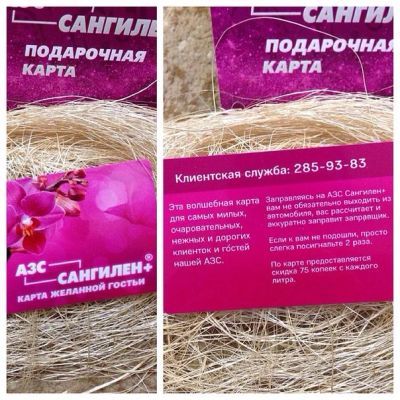 АЗС
САНГИЛЕН
ПОДАРОЧНАЯ
КАРТА
АЗС
САНГИЛЕН+®
КАРТА ЖЕЛАННОЙ ГОСТЬИ
САНГИЛЕН+
ПОДАРОЧНАЯ
КАРТА
Клиентская служба: 285-93-83
Эта волшебная карта
для самых милых,
очаровательных,
нежных и дорогих
клиенток и гостей
нашей АЗС.
Заправляясь на АЗС Сангилен+
вам не обязательно выходить из
автомобиля, вас рассчитает и
аккуратно заправит заправщик.
Если к вам не подошли, просто
слегка посигнальте 2 раза.
По карте предоставляется
скидка 75 копеек с каждого
литра.